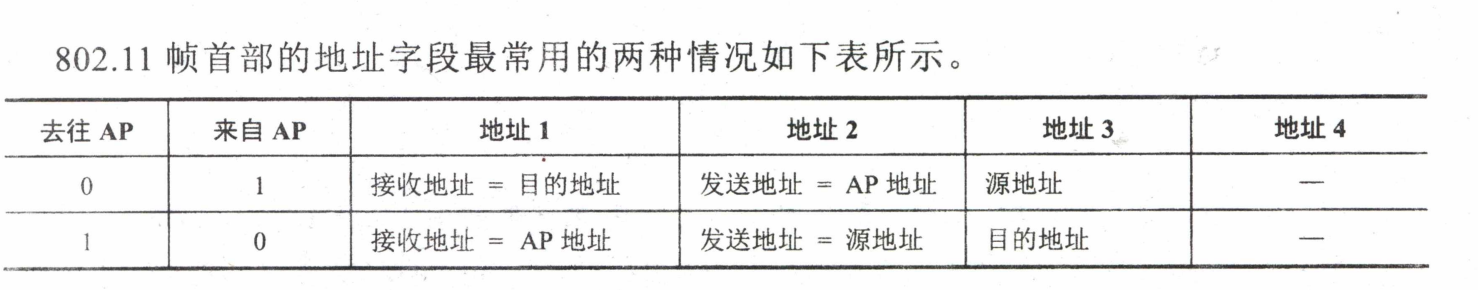 802.11 帧首部的地址字段最常用的两种情况如下表所示。
去往 AP 来自 AP 地址 1 地址 2 地址 3 地址 4
0 1 接收地址 = 目的地址 发送地址 = AP 地址 源地址 —
1 0 接收地址 = AP 地址 发送地址 = 源地址 目的地址 —